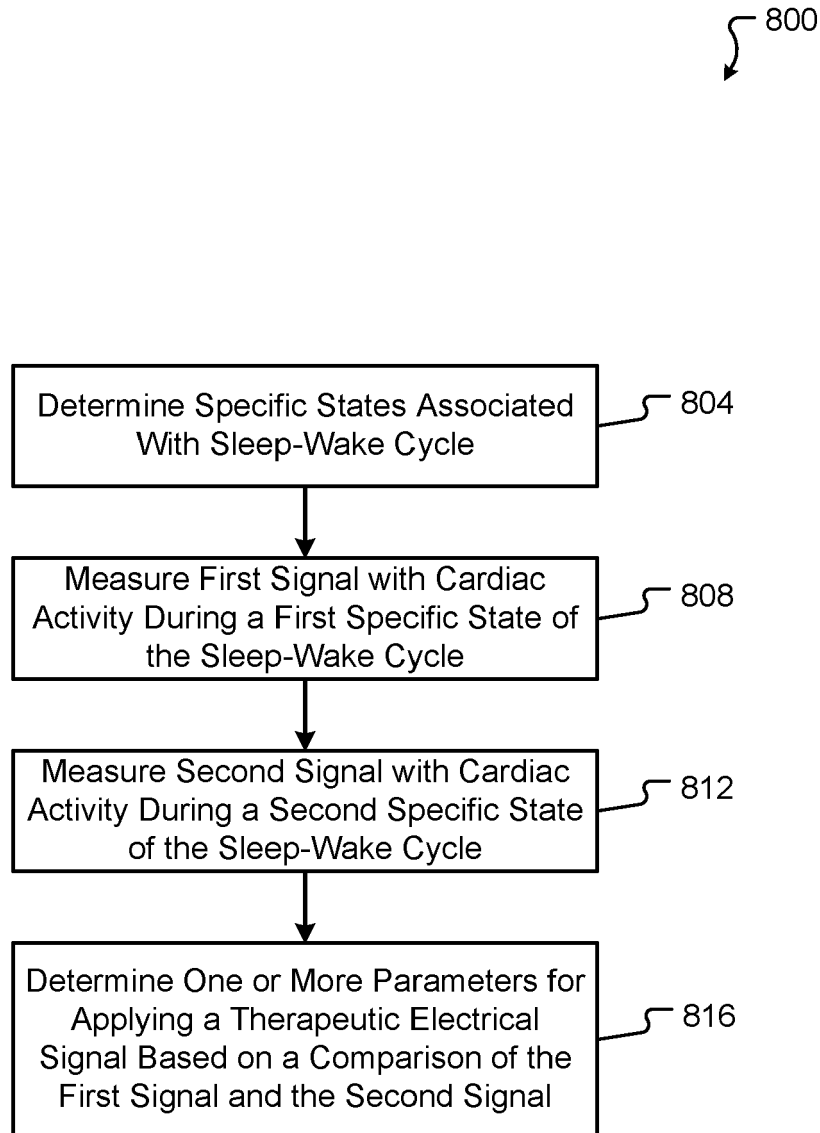 800
Determine Specific States Associated
With Sleep-Wake Cycle
804
Measure First Signal with Cardiac
Activity During a First Specific State of
the Sleep-Wake Cycle
808
Measure Second Signal with Cardiac
Activity During a Second Specific State
of the Sleep-Wake Cycle
812
Determine One or More Parameters for
Applying a Therapeutic Electrical
Signal Based on a Comparison of the
First Signal and the Second Signal
816